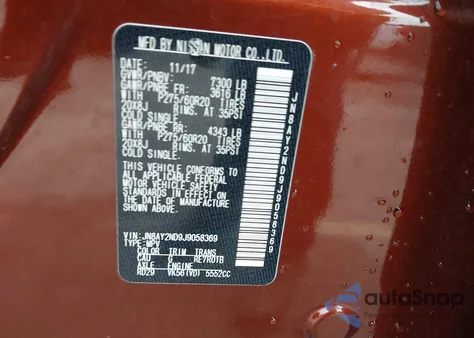 MFD BY NISSAN MOTOR CO.,LTD.
DATE: 11/17
GVWR/PNBV: 7300 LB
GAWR/PNBE FR: 3616 LB
WITH P275/60R20 TIRES
20X8J RIMS. AT 35PSI
COLD SINGLE.
GAWR/PNBE RR: 4343 LB
WITH P275/60R20 TIRES
20X8J RIMS. AT 35PSI
COLD SINGLE.
THIS VEHICLE CONFORMS TO
ALL APPLICABLE FEDERAL
MOTOR VEHICLE SAFETY
STANDARDS IN EFFECT ON
THE DATE OF MANUFACTURE
SHOWN ABOVE.
VIN: JN8AY2ND9J9058369
TYPE: MPV
COLOR TRIM TRANS
CAU G RE7R01B
AXLE ENGINE
RD29 VK56(VD) 5552CC
JN8AY2ND9J9058369
autoSnap